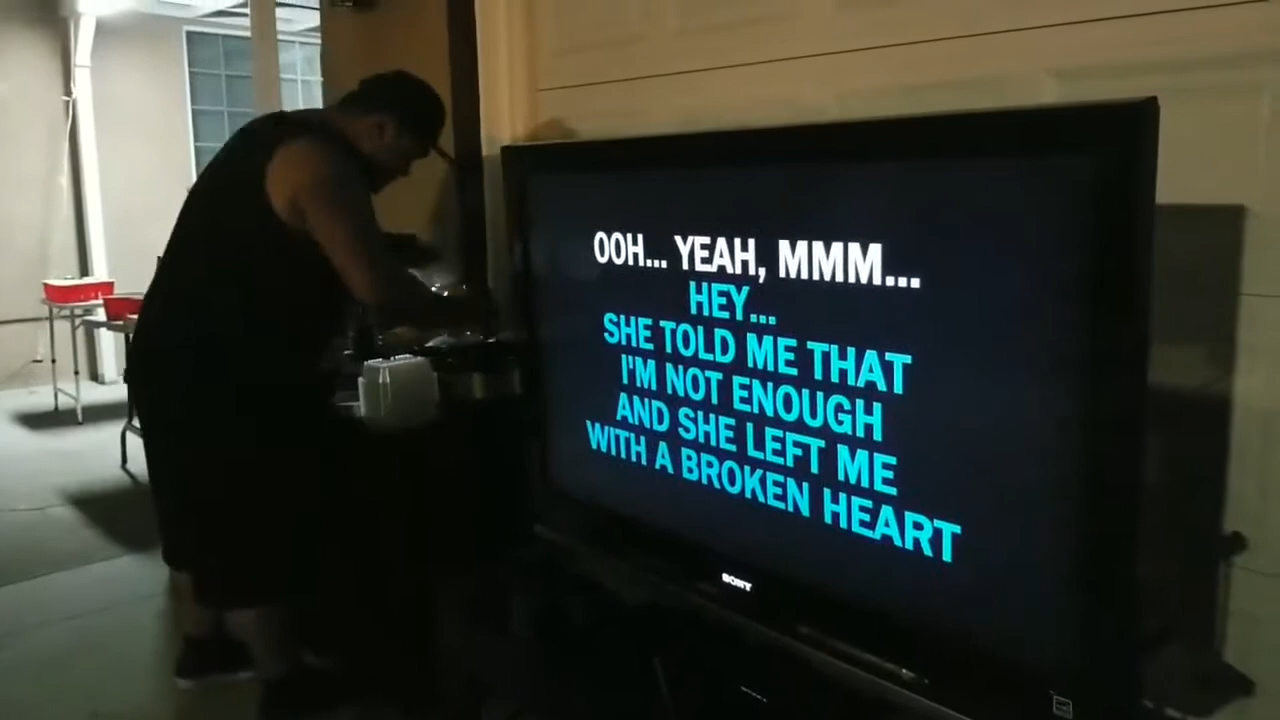 OOH... YEAH, MMM...
HEY...
SHE TOLD ME THAT
I'M NOT ENOUGH
AND SHE LEFT ME
WITH A BROKEN HEART
SONY